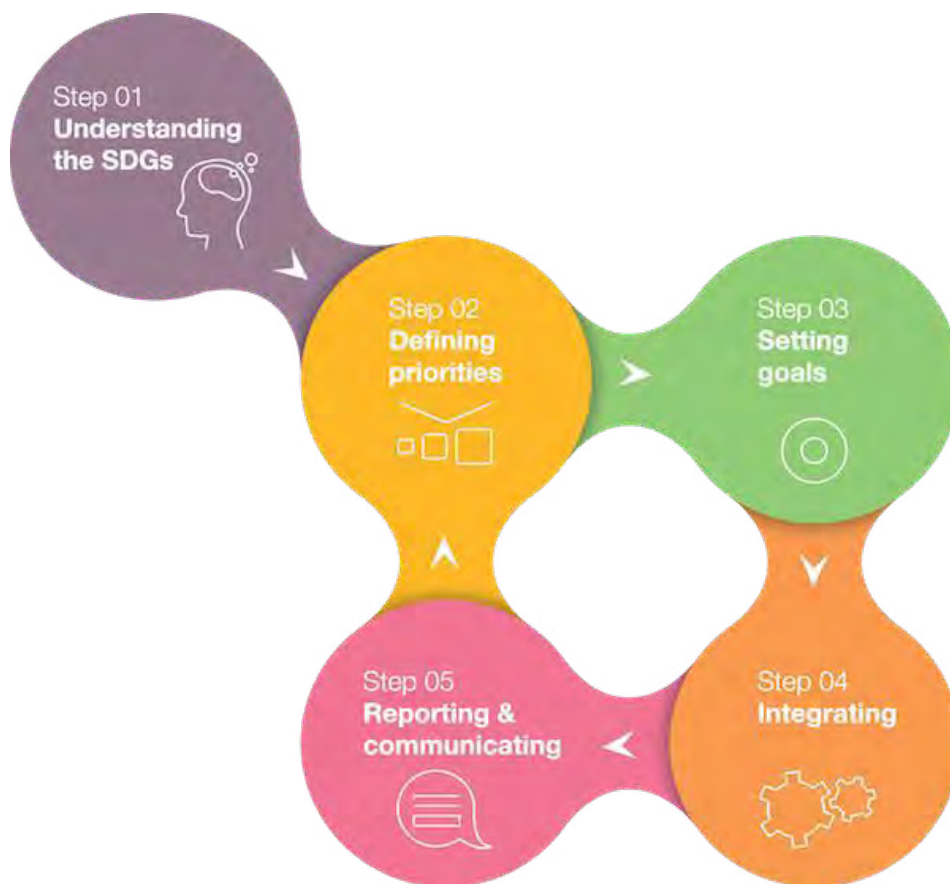 Step 01
Understanding
the SDGs
Step 02
Defining
priorities
Step 03
Setting
goals
Step 04
Integrating
Step 05
Reporting &
communicating